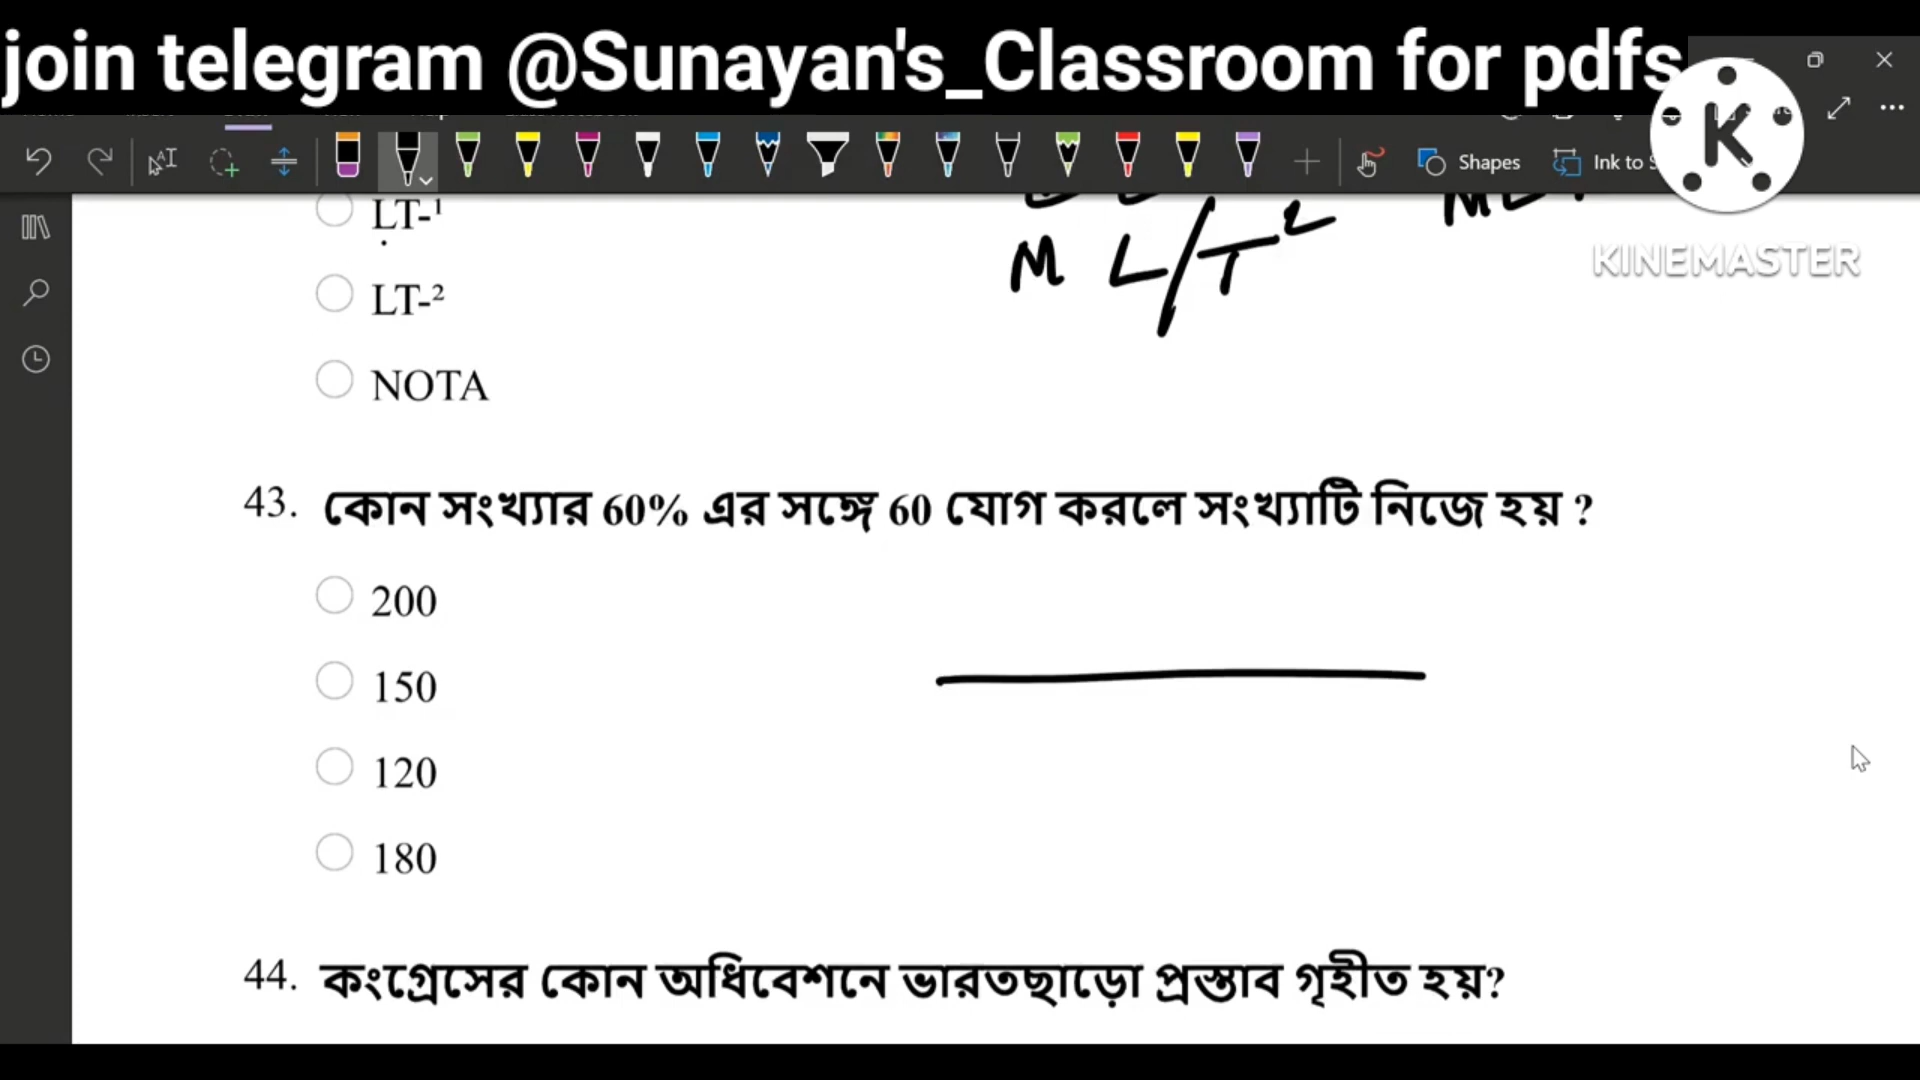 join telegram @Sunayan's_Classroom for pdfs
K
Shapes
Ink to S
KINEMASTER
LT-¹
LT-²
NOTA
M L/T²
43. কোন সংখ্যার 60% এর সঙ্গে 60 যোগ করলে সংখ্যাটি নিজে হয় ?
200
150
120
180
44. কংগ্রেসের কোন অধিবেশনে ভারতছাড়ো প্রস্তাব গৃহীত হয়?